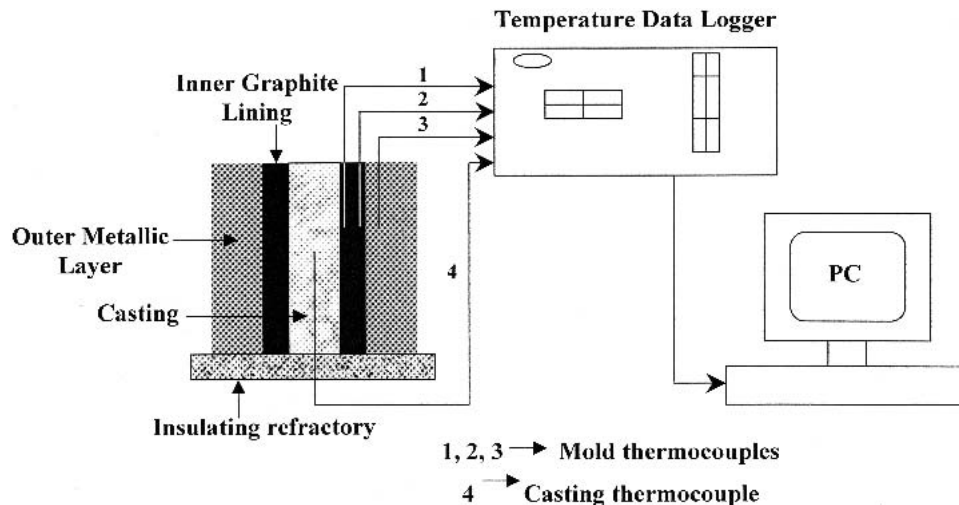 Temperature Data Logger
Inner Graphite
Lining
1
2
3
Outer Metallic
Layer
4
PC
Casting
Insulating refractory
1, 2, 3 → Mold thermocouples
4 → Casting thermocouple